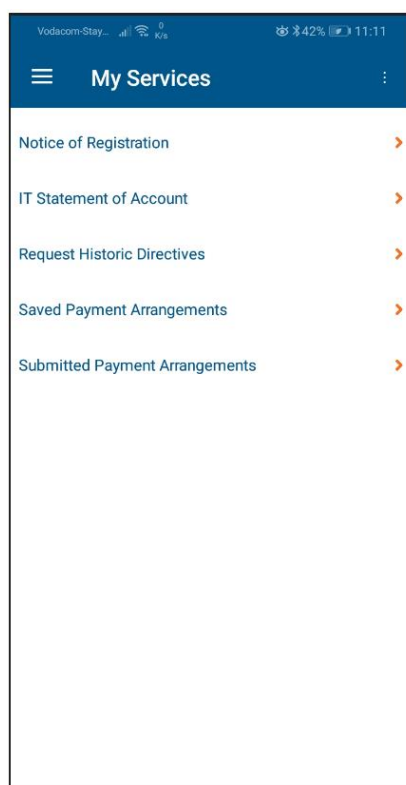 Vodacom-Stay... 0 K/s 42% 11:11
My Services
Notice of Registration
IT Statement of Account
Request Historic Directives
Saved Payment Arrangements
Submitted Payment Arrangements